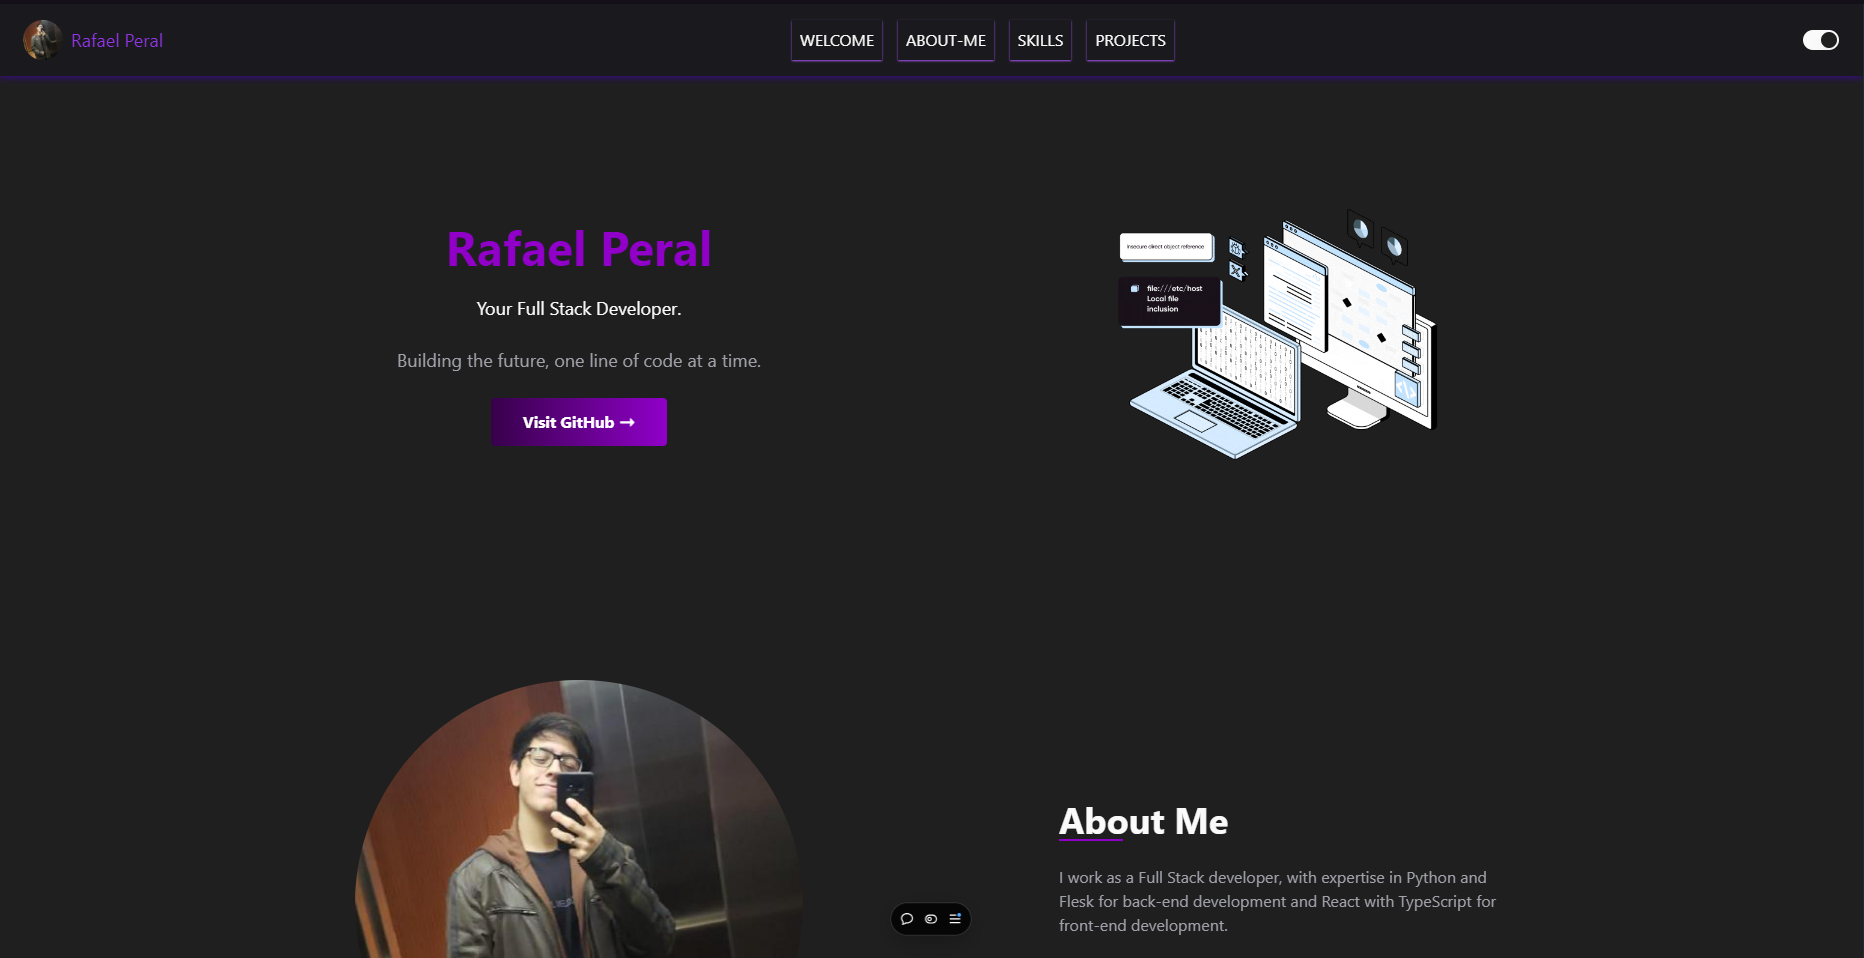 Rafael Peral
WELCOME
ABOUT-ME
SKILLS
PROJECTS
Rafael Peral
Your Full Stack Developer.
Building the future, one line of code at a time.
Visit GitHub →
Insecure direct object reference
file:///etc/host
Local file
inclusion
</>
About Me
I work as a Full Stack developer, with expertise in Python and
Flesk for back-end development and React with TypeScript for
front-end development.